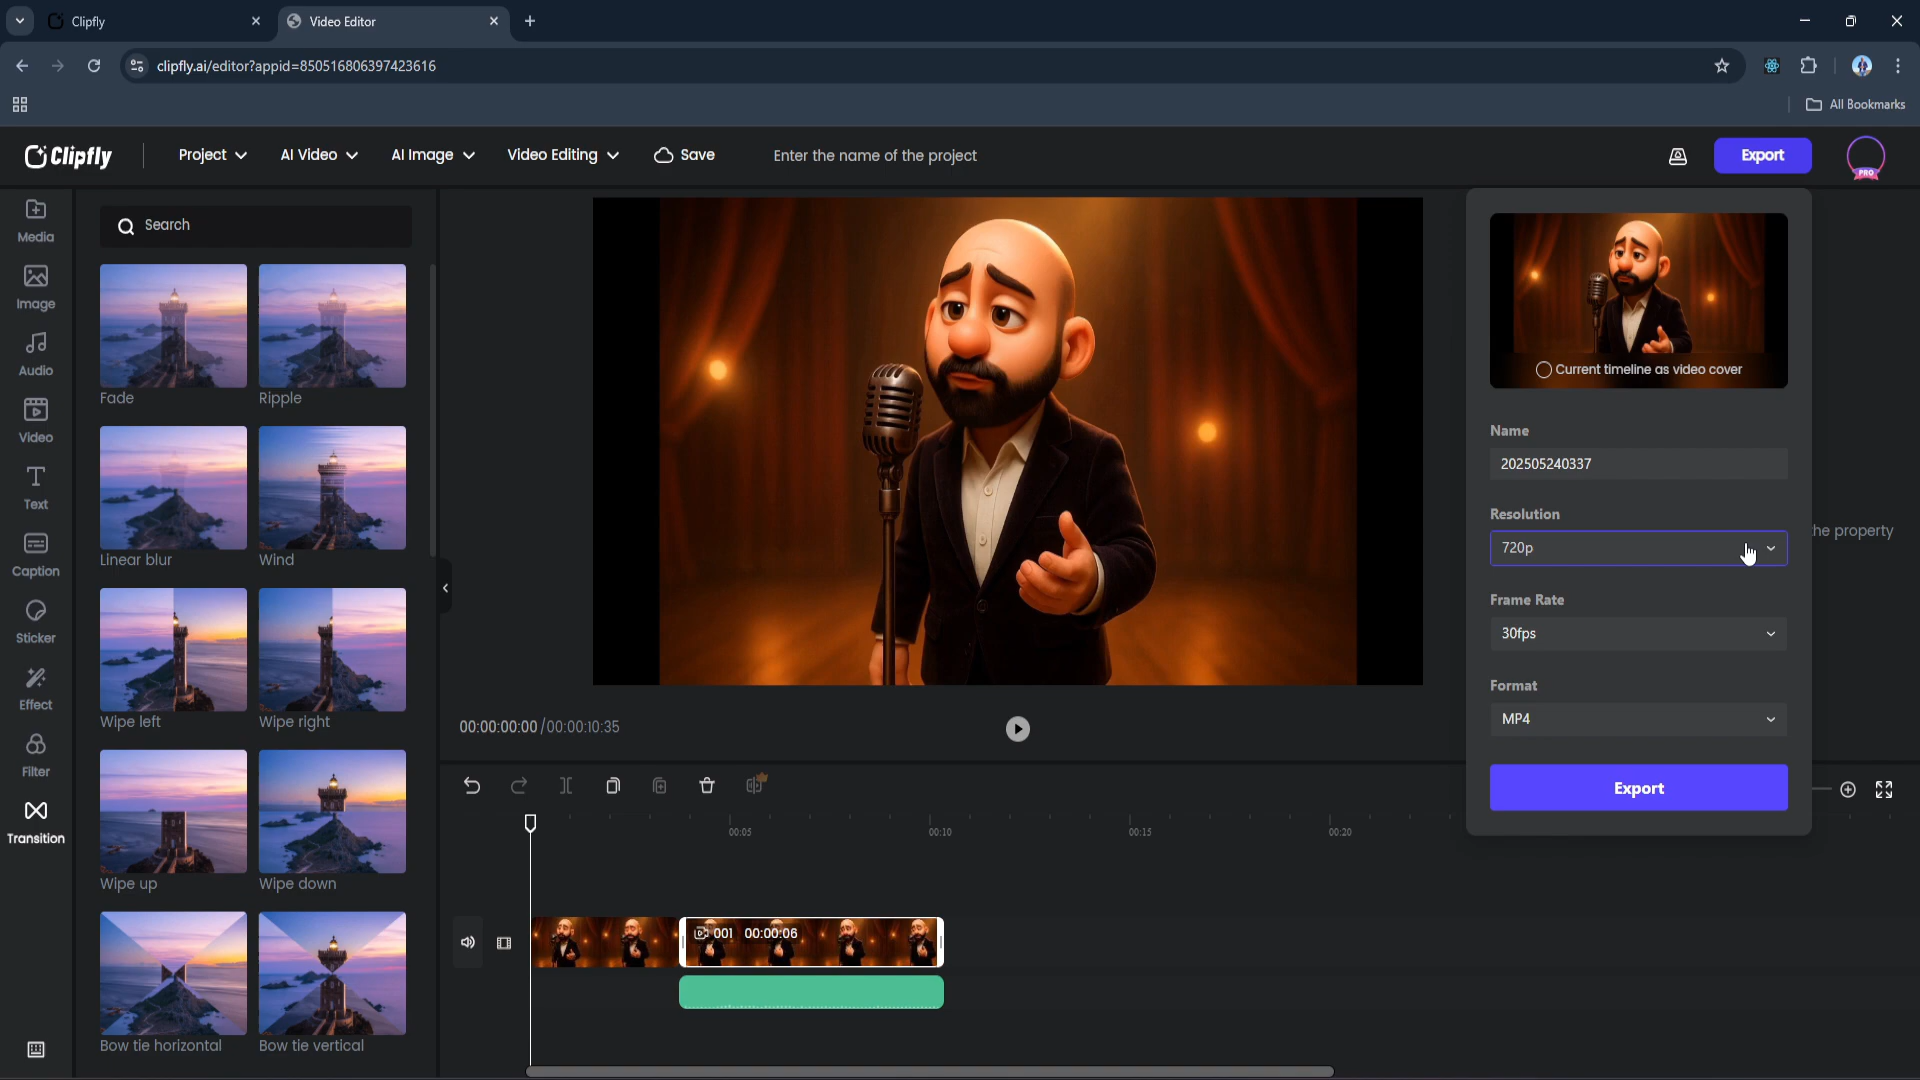 Clipfly
Video Editor
clipfly.ai/editor?appid=850516806397423616
All Bookmarks
Clipfly
Project
AI Video
AI Image
Video Editing
Save
Enter the name of the project
Export
PRO
Media
Image
Audio
Video
Text
Caption
Sticker
Effect
Filter
Transition
Search
Fade
Ripple
Linear blur
Wind
Wipe left
Wipe right
Wipe up
Wipe down
Bow tie horizontal
Bow tie vertical
00:00:00:00 / 00:00:10:35
Current timeline as video cover
Name
202505240337
Resolution
720p
he property
Frame Rate
30fps
Format
MP4
Export
00:05
00:10
00:15
00:20
001 00:00:06